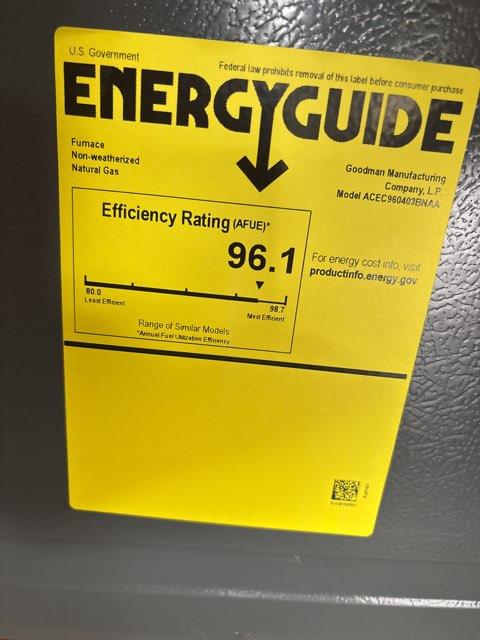 U.S. Government
Federal law prohibits removal of this label before consumer purchase
ENERGYGUIDE
Furnace
Non-weatherized
Natural Gas
Goodman Manufacturing
Company, L.P.
Model ACEC960403BNAA
Efficiency Rating (AFUE)*
96.1
For energy cost info, visit
productinfo.energy.gov
80.0
Least Efficient
98.7
Most Efficient
Range of Similar Models
*Annual Fuel Utilization Efficiency